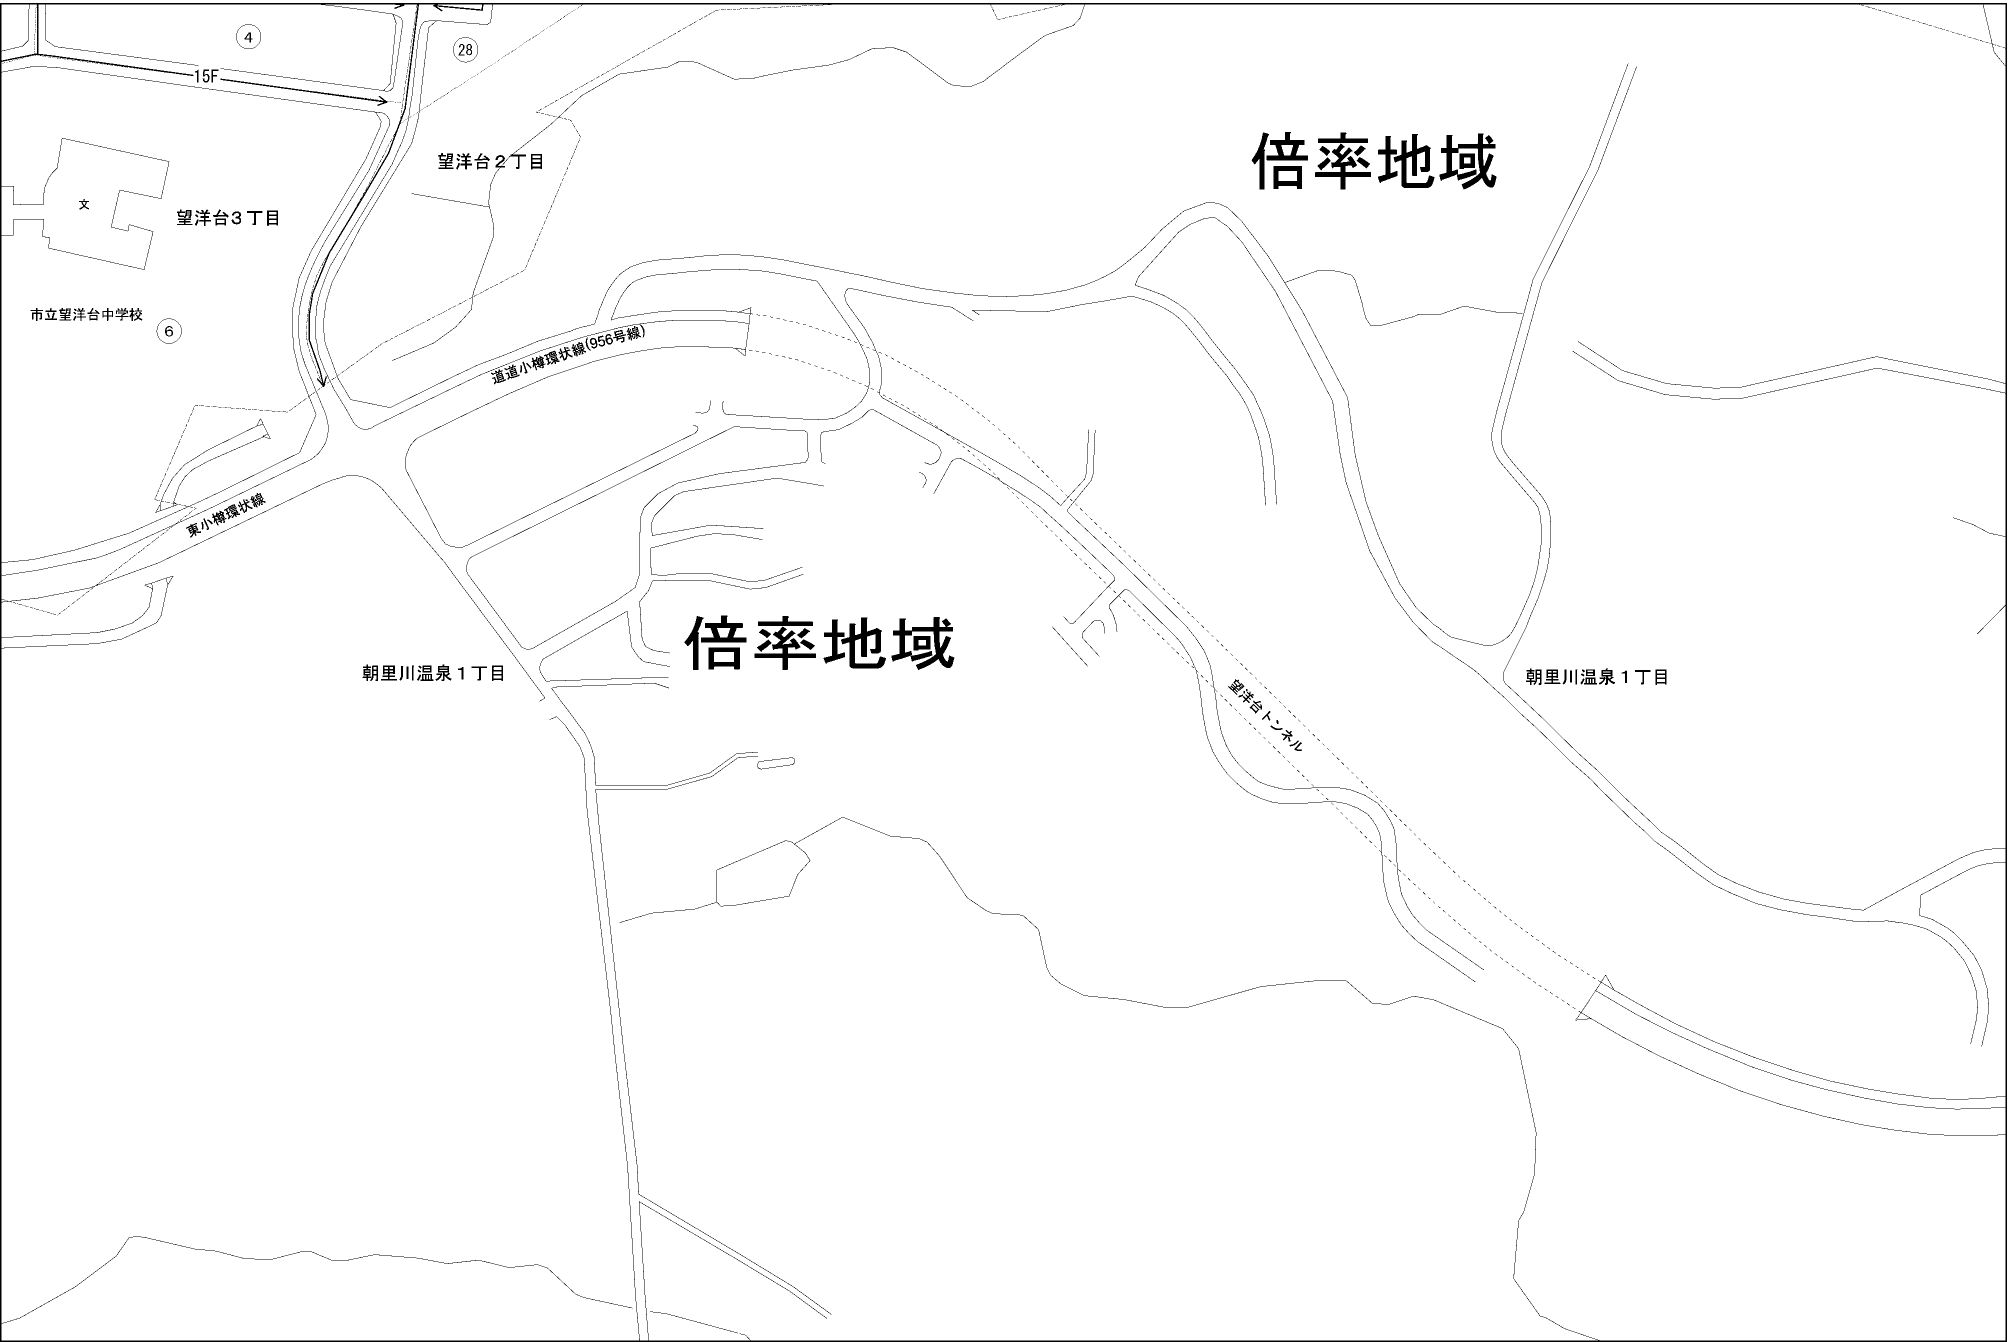 4
28
15F
倍率地域
望洋台2丁目
文
望洋台3丁目
市立望洋台中学校
6
道道小樽環状線(956号線)
東小樽環状線
倍率地域
朝里川温泉1丁目
朝里川温泉1丁目
望洋台トンネル